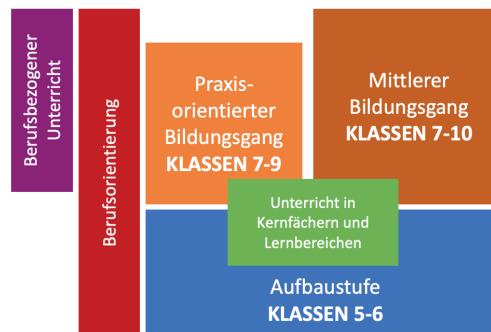 Berufsbezogener
Unterricht
Berufsorientierung
Praxis-
orientierter
Bildungsgang
KLASSEN 7-9
Mittlerer
Bildungsgang
KLASSEN 7-10
Unterricht in
Kernfächern und
Lernbereichen
Aufbaustufe
KLASSEN 5-6